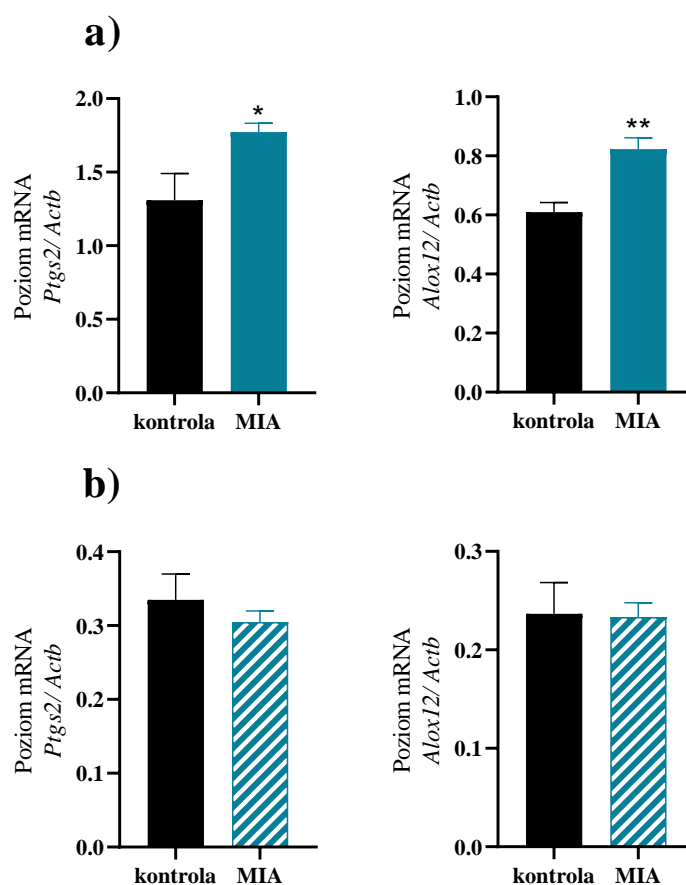 a)
Poziom mRNA
Ptgs2/ Actb
2.0
1.5
1.0
0.5
0.0
*
kontrola MIA
Poziom mRNA
Alox12/ Actb
1.0
0.8
0.6
0.4
0.2
0.0
**
kontrola MIA
b)
Poziom mRNA
Ptgs2/ Actb
0.4
0.3
0.2
0.1
0.0
kontrola MIA
Poziom mRNA
Alox12/ Actb
0.3
0.2
0.1
0.0
kontrola MIA